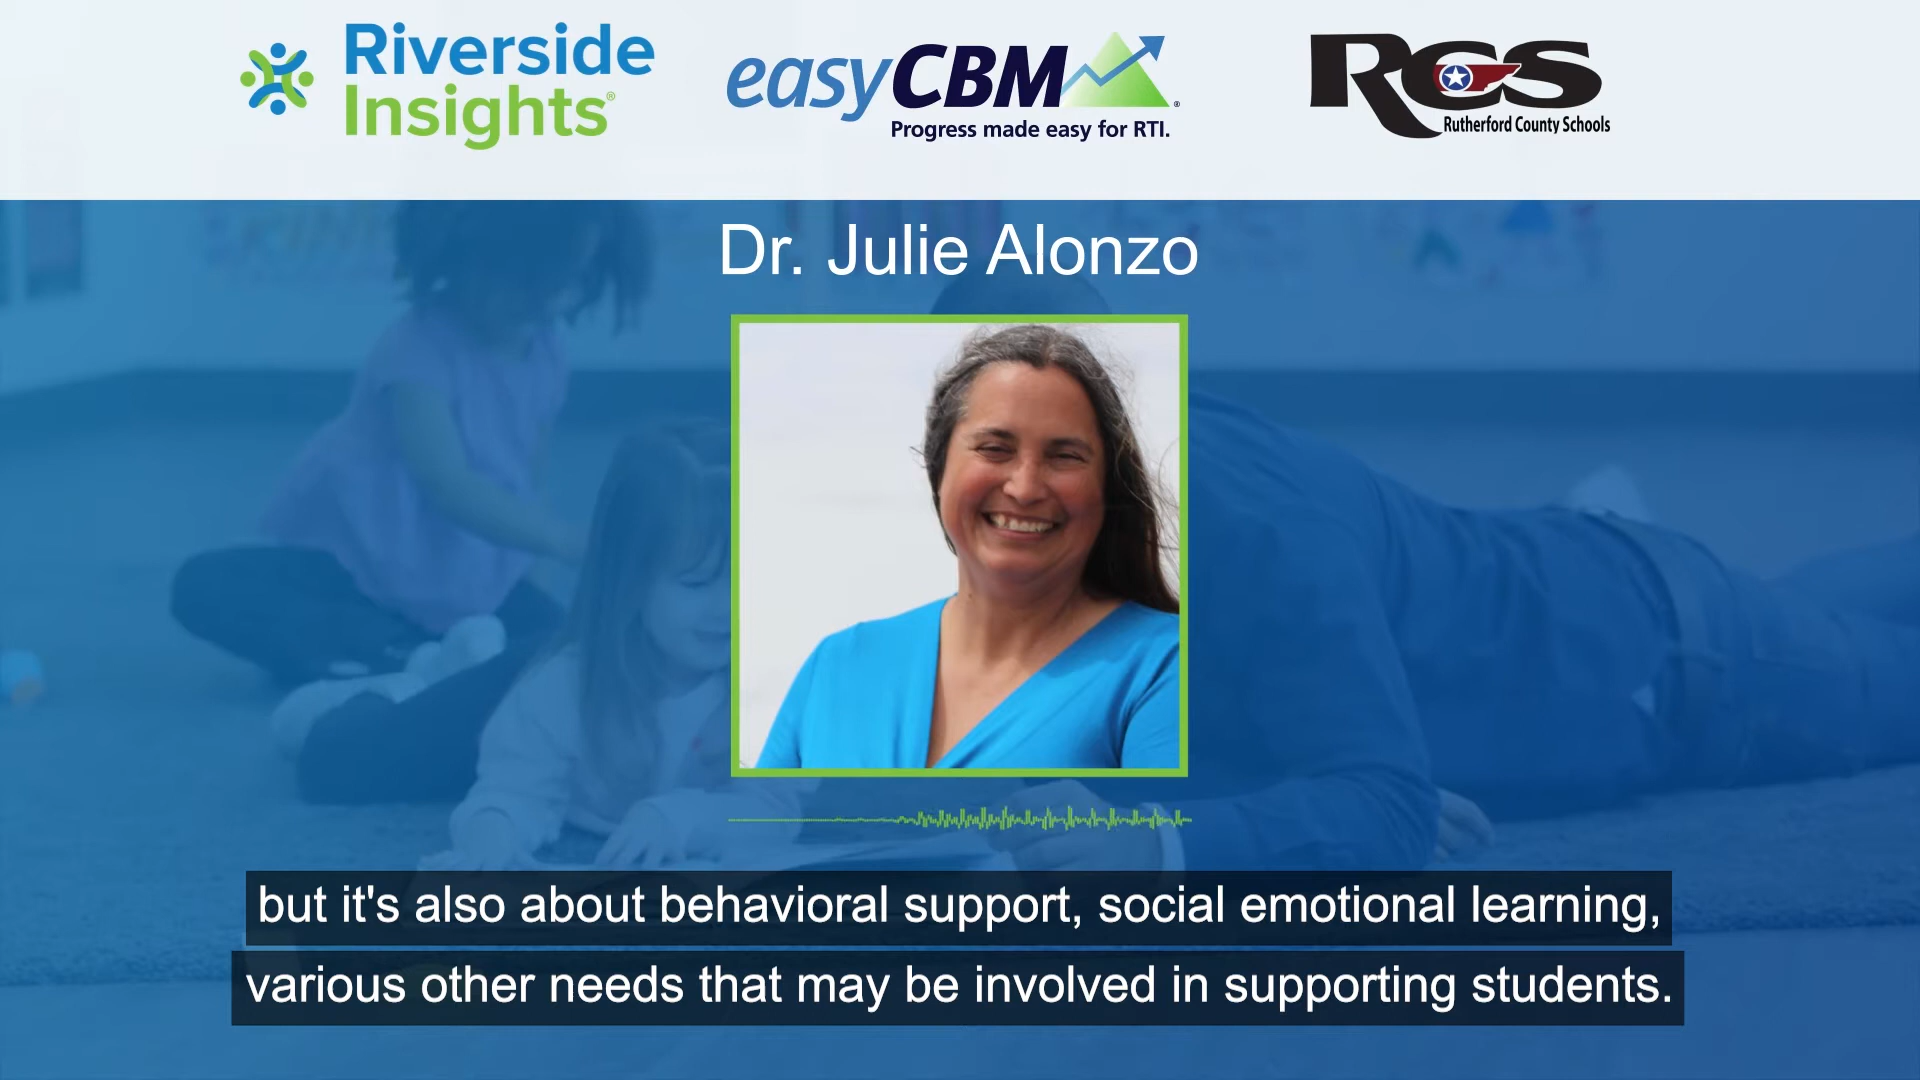 Riverside
Insights®
easyCBM®
Progress made easy for RTI.
RCS
Rutherford County Schools
Dr. Julie Alonzo
but it's also about behavioral support, social emotional learning,
various other needs that may be involved in supporting students.